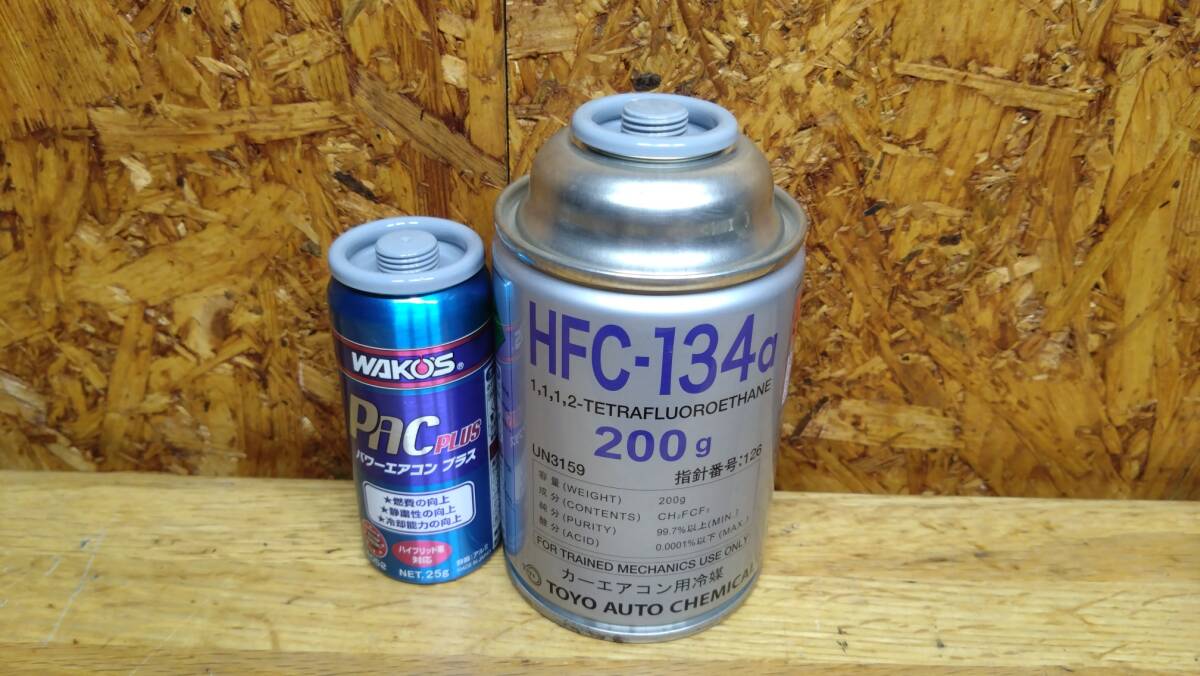 WAKO'S®
PAC PLUS
パワーエアコン プラス
★燃費の向上
★静粛性の向上
★冷却能力の向上
ハイブリッド車
対応
NET.25g
HFC-134a
1,1,1,2-TETRAFLUOROETHANE
200g
UN3159 指針番号:126
容量(WEIGHT) 200g
成分(CONTENTS) CH₂FCF₃
純分(PURITY) 99.7%以上(MIN.)
酸分(ACID) 0.0001%以下(MAX.)
FOR TRAINED MECHANICS USE ONLY
カーエアコン用冷媒
TOYO AUTO CHEMICAL